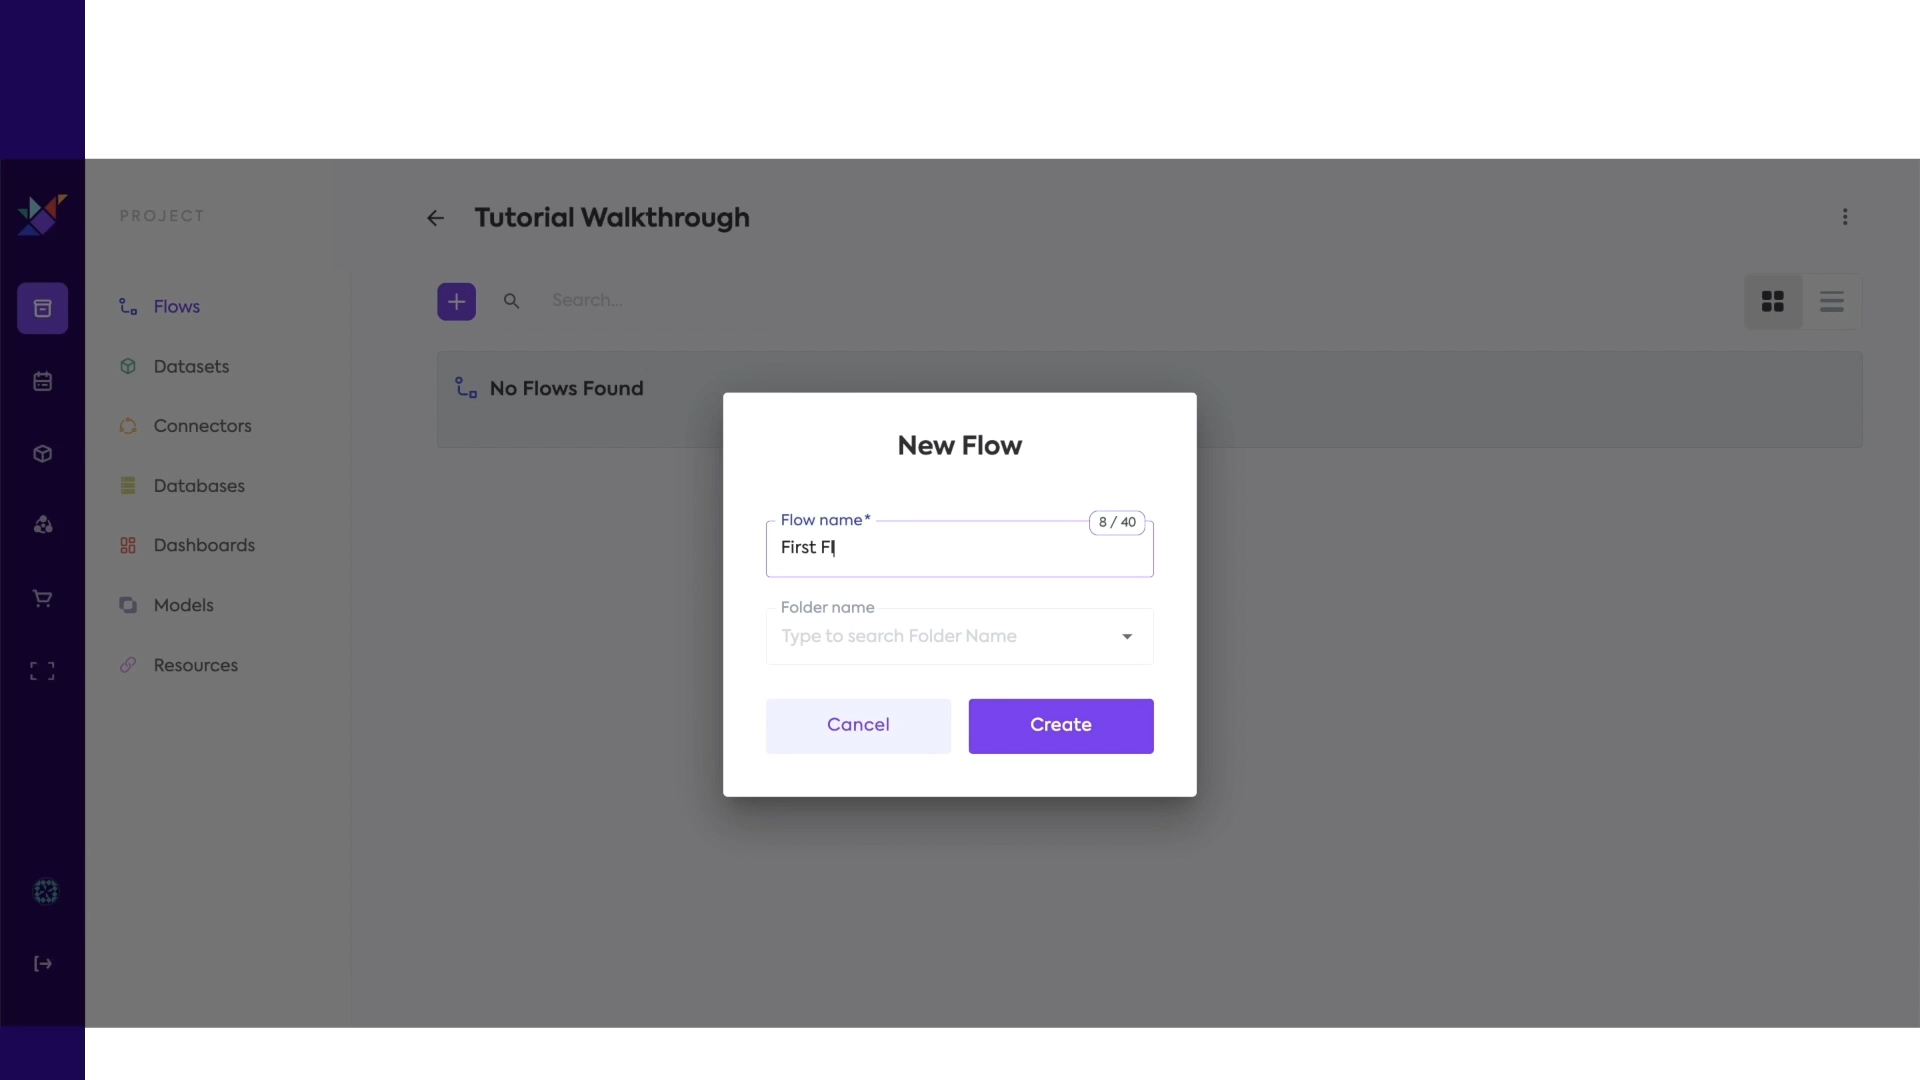 PROJECT
Tutorial Walkthrough
Search...
Flows
Datasets
Connectors
Databases
Dashboards
Models
Resources
No Flows Found
New Flow
Flow name*
8 / 40
First Fl
Folder name
Type to search Folder Name
Cancel
Create